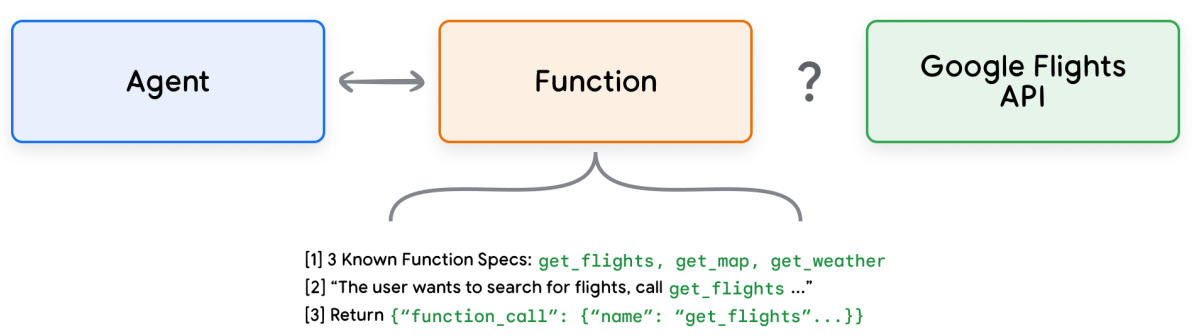 Agent
Function
?
Google Flights
API
[1] 3 Known Function Specs: get_flights, get_map, get_weather
[2] “The user wants to search for flights, call get_flights ...”
[3] Return {“function_call”: {“name”: “get_flights”...}}